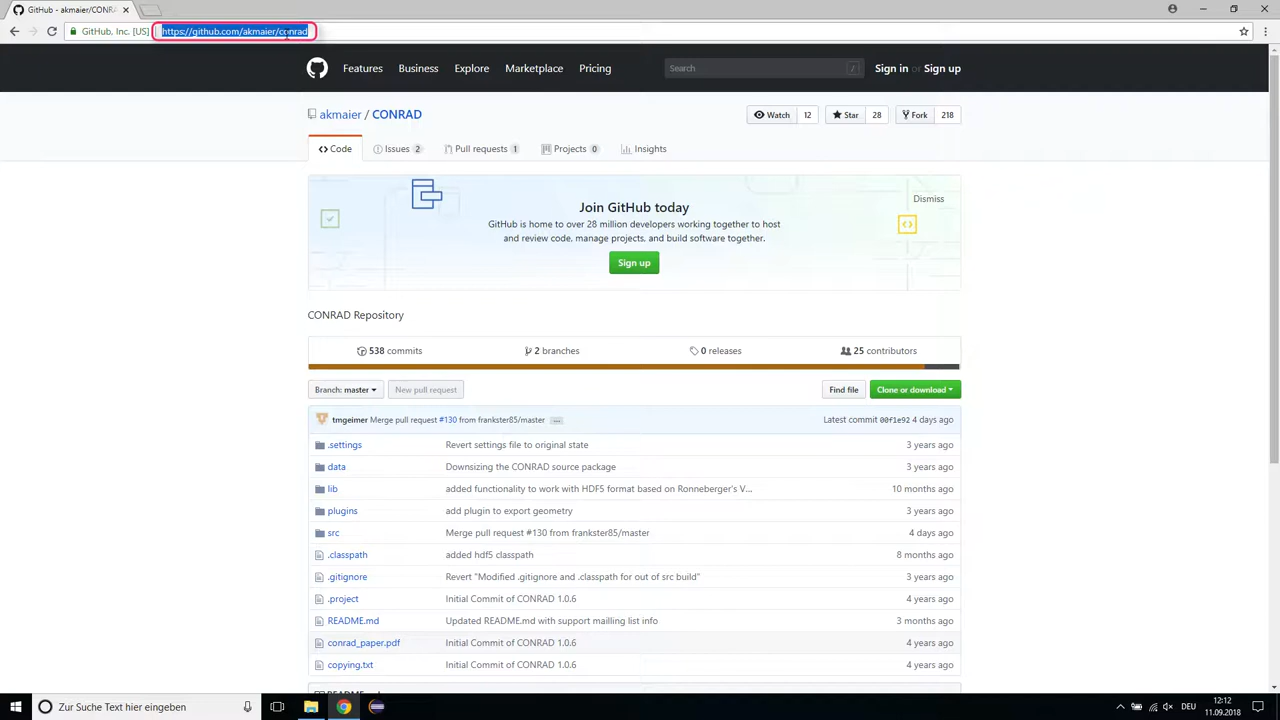 GitHub - akmaier/CONRA
GitHub, Inc. [US] https://github.com/akmaier/conrad
Features Business Explore Marketplace Pricing Search / Sign in or Sign up
akmaier / CONRAD Watch 12 Star 28 Fork 218
Code Issues 2 Pull requests 1 Projects 0 Insights
Join GitHub today
Dismiss
GitHub is home to over 28 million developers working together to host
and review code, manage projects, and build software together.
Sign up
CONRAD Repository
538 commits 2 branches 0 releases 25 contributors
Branch: master New pull request Find file Clone or download
tmgeimer Merge pull request #130 from frankster85/master ... Latest commit 00f1e92 4 days ago
.settings Revert settings file to original state 3 years ago
data Downsizing the CONRAD source package 3 years ago
lib added functionality to work with HDF5 format based on Ronneberger's V... 10 months ago
plugins add plugin to export geometry 3 years ago
src Merge pull request #130 from frankster85/master 4 days ago
.classpath added hdf5 classpath 8 months ago
.gitignore Revert "Modified .gitignore and .classpath for out of src build" 3 years ago
.project Initial Commit of CONRAD 1.0.6 4 years ago
README.md Updated README.md with support mailling list info 3 months ago
conrad_paper.pdf Initial Commit of CONRAD 1.0.6 4 years ago
copying.txt Initial Commit of CONRAD 1.0.6 4 years ago
Zur Suche Text hier eingeben DEU 12:12
11.09.2018